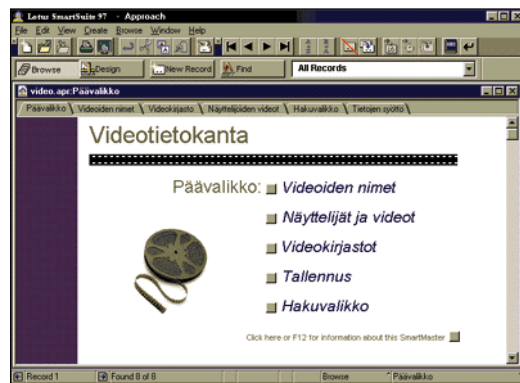 Lotus SmartSuite 97 - Approach
File Edit View Create Browse Window Help
Browse Design New Record Find All Records
video.apr:Päävalikko
Päävalikko Videoiden nimet Videokirjasto Näyttelijöiden videot Hakuvalikko Tietojen syöttö
Videotietokanta
Päävalikko: Videoiden nimet
Näyttelijät ja videot
Videokirjastot
Tallennus
Hakuvalikko
Click here or F12 for information about this SmartMaster
Record 1 Found 8 of 8 Browse Päävalikko